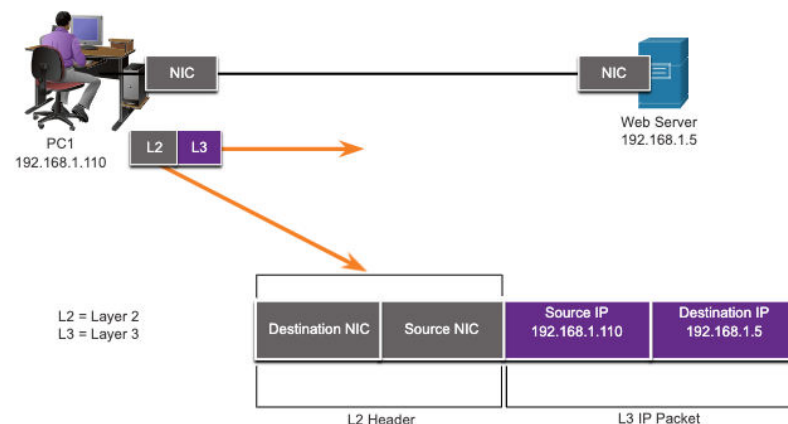 NIC
NIC
PC1
192.168.1.110
Web Server
192.168.1.5
L2
L3
L2 = Layer 2
L3 = Layer 3
Destination NIC
Source NIC
Source IP
192.168.1.110
Destination IP
192.168.1.5
L2 Header
L3 IP Packet